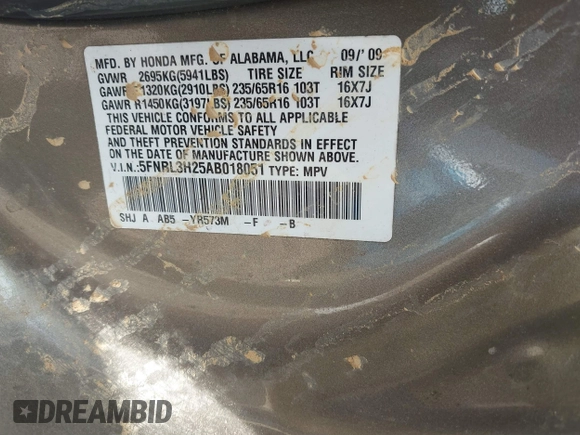 MFD. BY HONDA MFG. OF ALABAMA, LLC 09/'09
GVWR 2695KG(5941LBS) TIRE SIZE RIM SIZE
GAWR F1320KG(2910LBS) 235/65R16 103T 16X7J
GAWR R1450KG(3197LBS) 235/65R16 103T 16X7J
THIS VEHICLE CONFORMS TO ALL APPLICABLE
FEDERAL MOTOR VEHICLE SAFETY
AND THEFT PREVENTION STANDARDS IN EFFECT
ON THE DATE OF MANUFACTURE SHOWN ABOVE.
V.I.N.:5FNRL3H25AB018051 TYPE: MPV
SHJ A AB5 -YR573M -F -B
DREAMBID